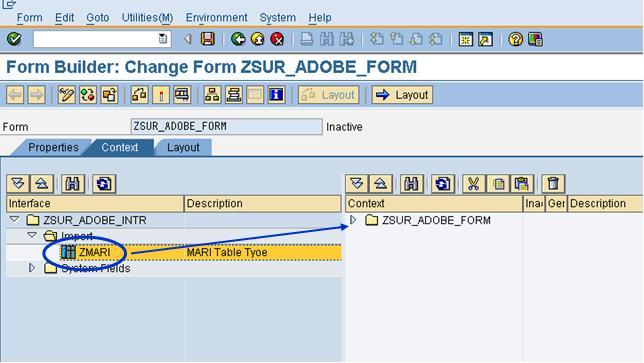 Form Edit Goto Utilities(M) Environment System Help
Form Builder: Change Form ZSUR_ADOBE_FORM
Layout Layout
Form ZSUR_ADOBE_FORM Inactive
Properties Context Layout
Interface Description Context Inac Ger Description
ZSUR_ADOBE_INTR ZSUR_ADOBE_FORM
Import
ZMARI MARI Table Tyoe
System Fields